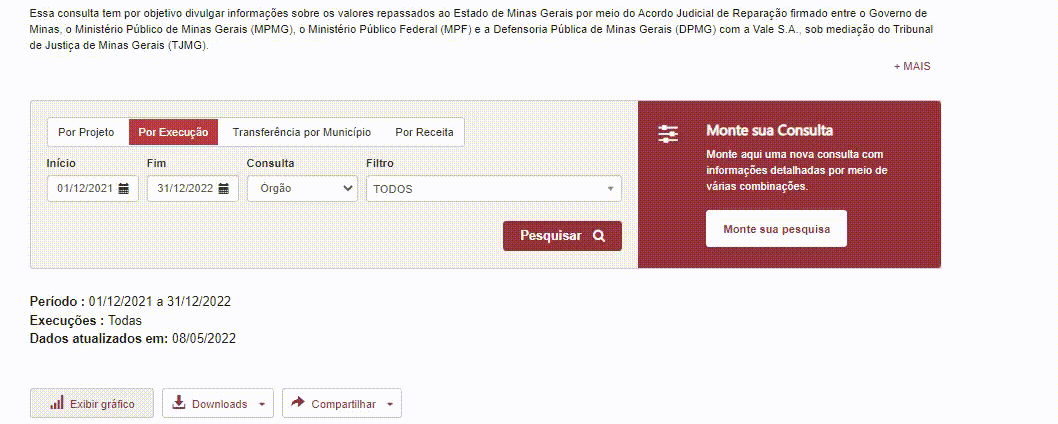 Essa consulta tem por objetivo divulgar informações sobre os valores repassados ao Estado de Minas Gerais por meio do Acordo Judicial de Reparação firmado entre o Governo de
Minas, o Ministério Público de Minas Gerais (MPMG), o Ministério Público Federal (MPF) e a Defensoria Pública de Minas Gerais (DPMG) com a Vale S.A., sob mediação do Tribunal
de Justiça de Minas Gerais (TJMG).
+ MAIS
Por Projeto Por Execução Transferência por Município Por Receita
Início Fim Consulta Filtro
01/12/2021 31/12/2022 Órgão TODOS
Pesquisar
Monte sua Consulta
Monte aqui uma nova consulta com
informações detalhadas por meio de
várias combinações.
Monte sua pesquisa
Período : 01/12/2021 a 31/12/2022
Execuções : Todas
Dados atualizados em: 08/05/2022
Exibir gráfico Downloads Compartilhar